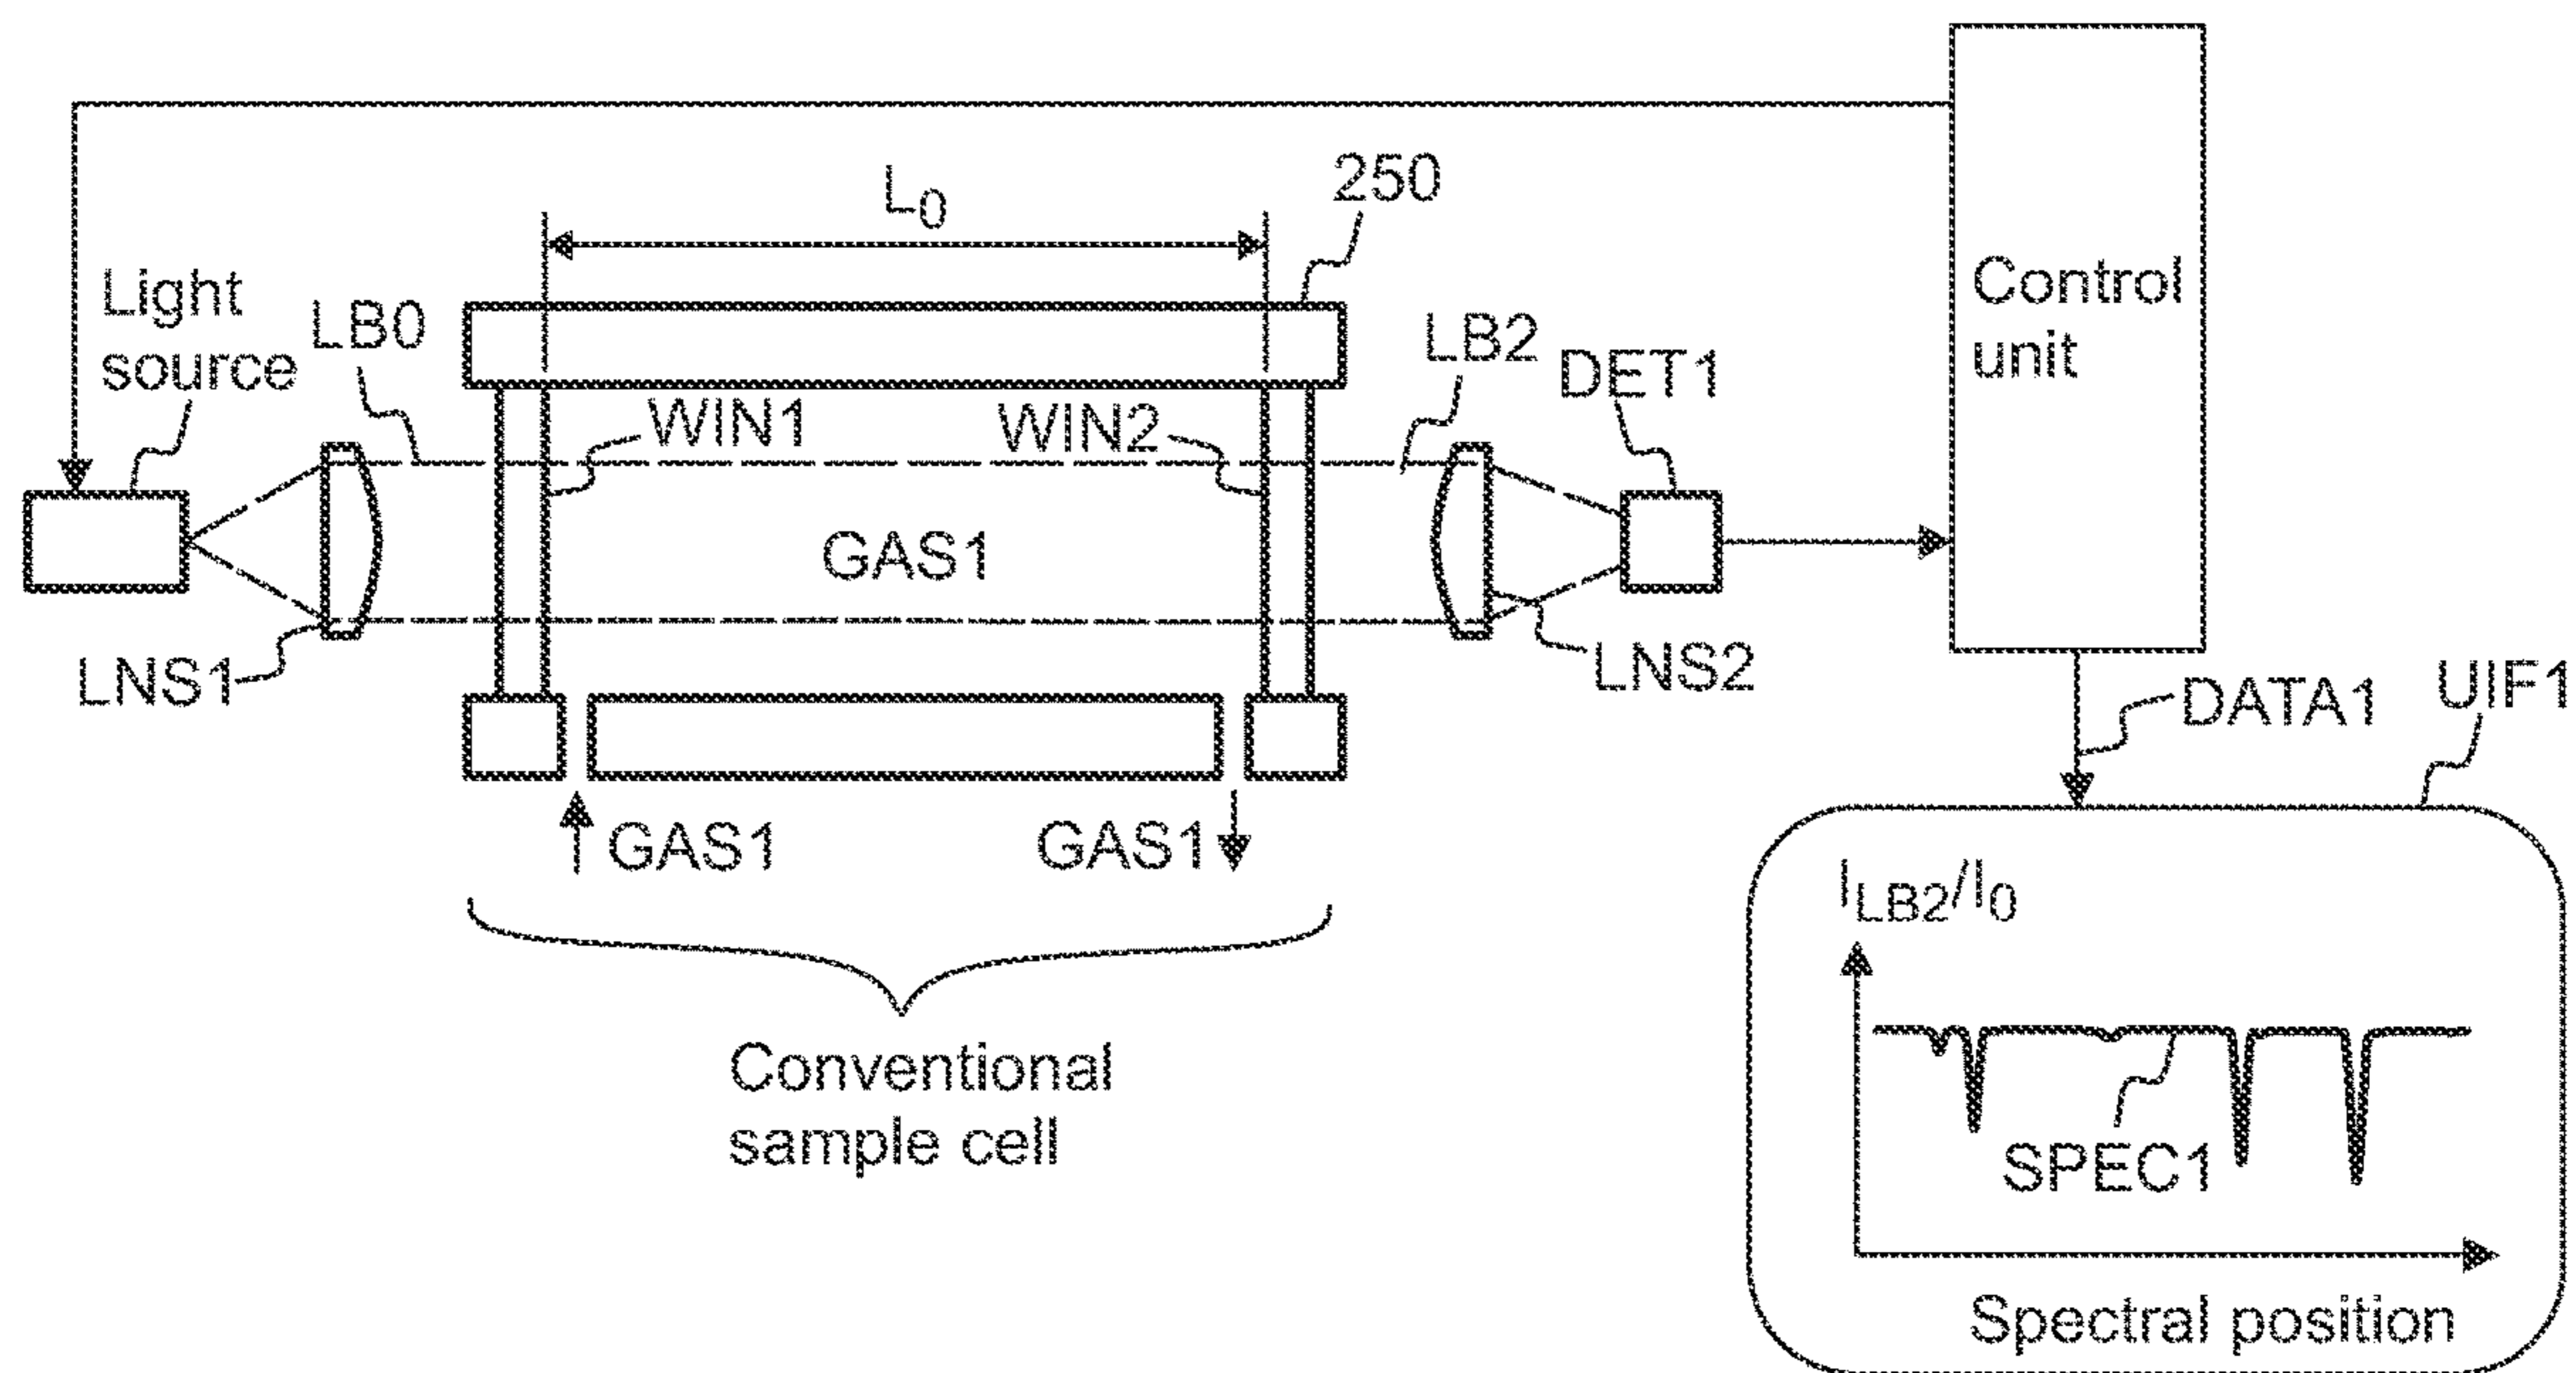 L0
250
Light
source
LB0
LB2
DET1
Control
unit
WIN1
WIN2
GAS1
LNS1
LNS2
DATA1
UIF1
GAS1
GAS1
Conventional
sample cell
ILB2/I0
SPEC1
Spectral position